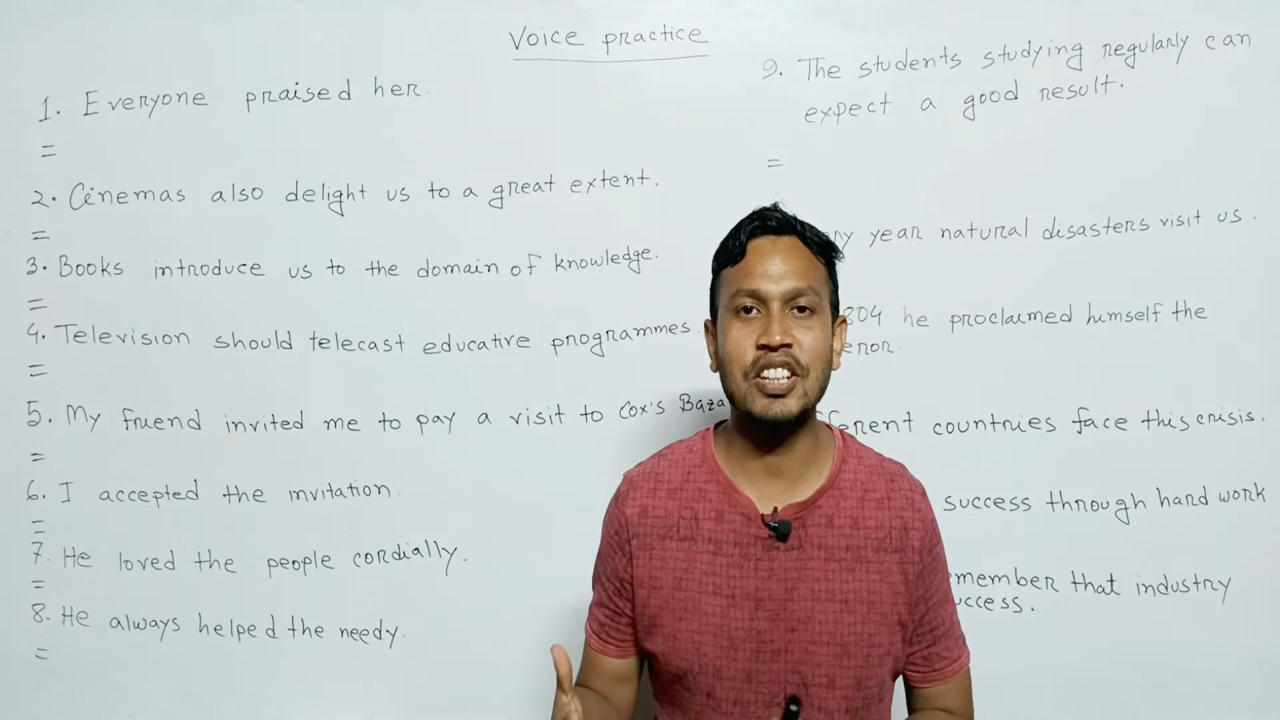 Voice practice
1. Everyone praised her.
=
2. Cinemas also delight us to a great extent.
=
3. Books introduce us to the domain of knowledge.
=
4. Television should telecast educative programmes.
=
5. My friend invited me to pay a visit to Cox's
=
6. I accepted the invitation.
=
7. He loved the people cordially.
=
8. He always helped the needy.
=
9. The students studying regularly can
expect a good result.
=
year natural disasters visit us.
he proclaimed himself the
countries face this crisis.
success through hard work
that industry